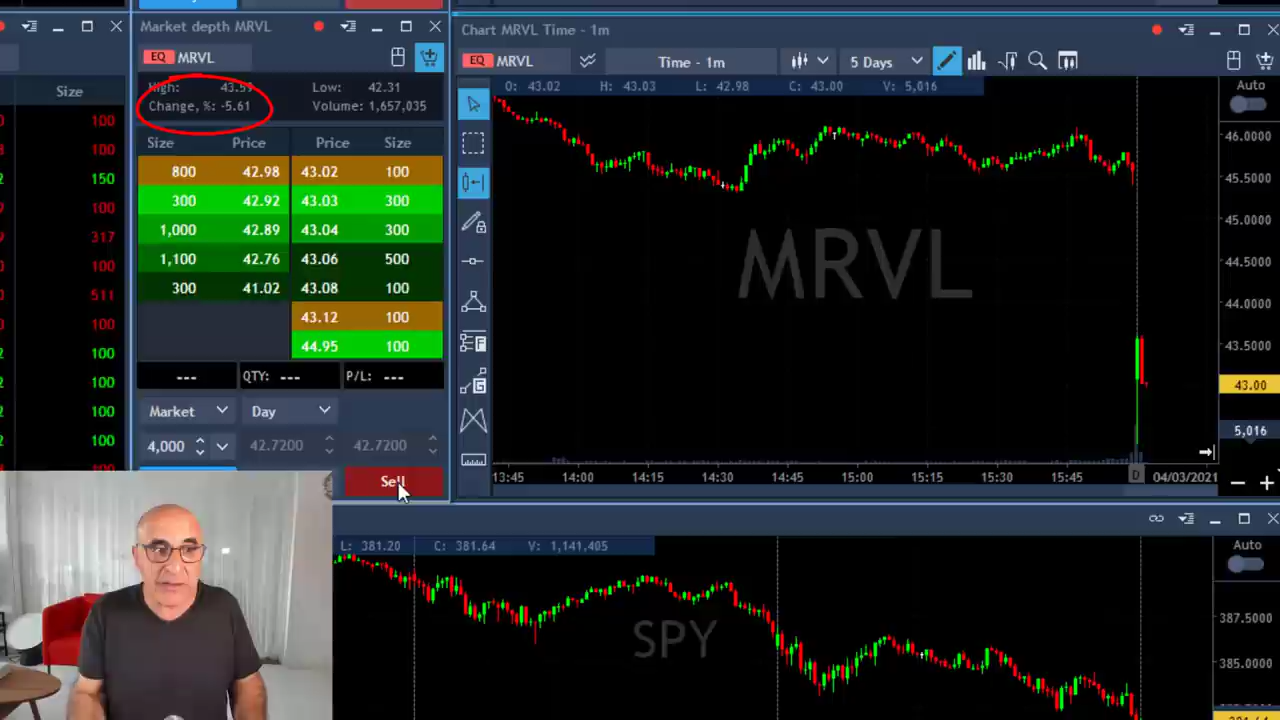 Market depth MRVL
EQ MRVL
High: 43.59 Low: 42.31
Change, %: -5.61 Volume: 1,657,035
Size Price Price Size
800 42.98 43.02 100
300 42.92 43.03 300
1,000 42.89 43.04 300
1,100 42.76 43.06 500
300 41.02 43.08 100
43.12 100
44.95 100
--- QTY: --- P/L: ---
Market Day
4,000 42.7200 42.7200
Sell
Size
100
100
150
100
317
100
511
100
100
100
100
100
Chart MRVL Time - 1m
EQ MRVL Time - 1m 5 Days
O: 43.02 H: 43.03 L: 42.98 C: 43.00 V: 5,016
Auto
46.0000
45.5000
45.0000
44.5000
44.0000
43.5000
43.00
5,016
MRVL
F
G
13:45 14:00 14:15 14:30 14:45 15:00 15:15 15:30 15:45 D 04/03/2021
L: 381.20 C: 381.64 V: 1,141,405
Auto
SPY
387.5000
385.0000